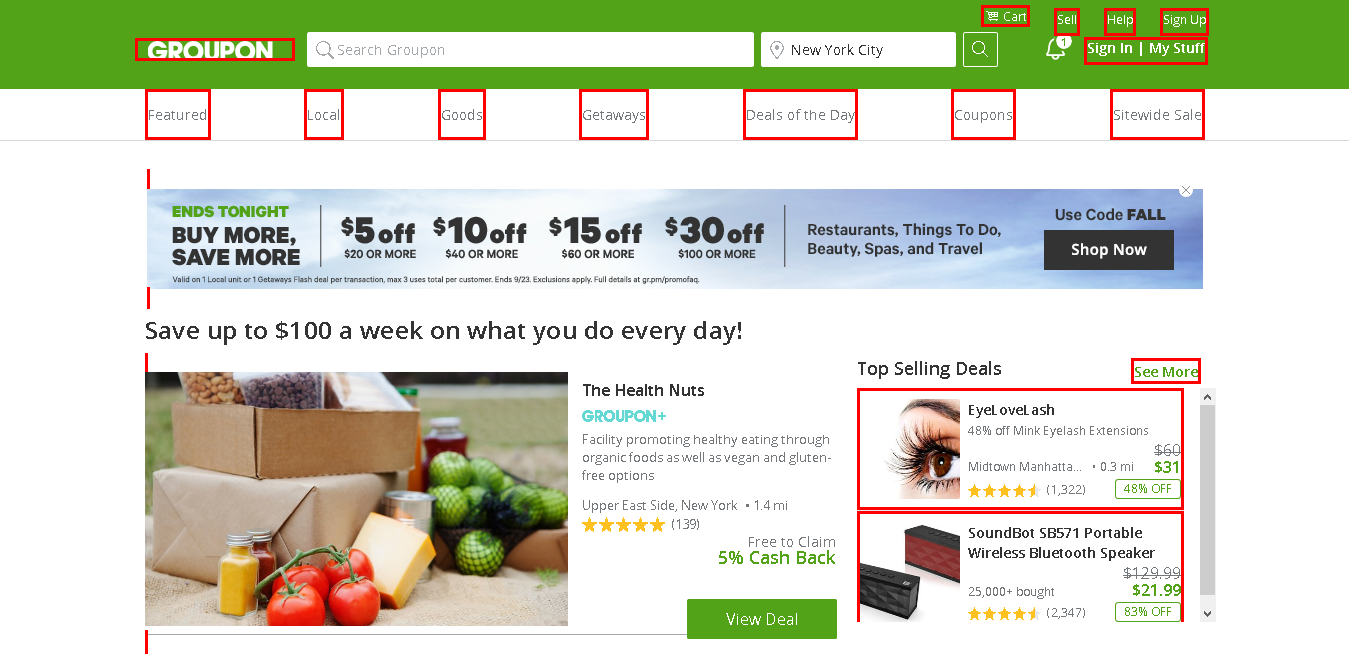 Cart
Sell
Help
Sign Up
GROUPON
Search Groupon
New York City
1
Sign In | My Stuff
Featured
Local
Goods
Getaways
Deals of the Day
Coupons
Sitewide Sale
ENDS TONIGHT
BUY MORE,
SAVE MORE
$5 off
$20 OR MORE
$10 off
$40 OR MORE
$15 off
$60 OR MORE
$30 off
$100 OR MORE
Restaurants, Things To Do,
Beauty, Spas, and Travel
Use Code FALL
Shop Now
Valid on 1 Local unit or 1 Getaways Flash deal per transaction, max 3 uses total per customer. Ends 9/23. Exclusions apply. Full details at gr.pn/promofaq.
Save up to $100 a week on what you do every day!
The Health Nuts
GROUPON+
Facility promoting healthy eating through
organic foods as well as vegan and gluten-
free options
Upper East Side, New York • 1.4 mi
(139)
Free to Claim
5% Cash Back
View Deal
Top Selling Deals
See More
EyeLoveLash
48% off Mink Eyelash Extensions
$60
Midtown Manhatta... • 0.3 mi
$31
(1,322)
48% OFF
SoundBot SB571 Portable
Wireless Bluetooth Speaker
$129.99
25,000+ bought
$21.99
(2,347)
83% OFF